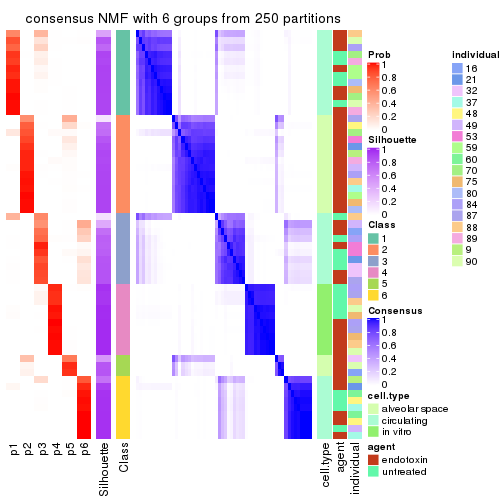 consensus NMF with 6 groups from 250 partitions
p1
p2
p3
p4
p5
p6
Silhouette
Class
cell.type
agent
individual
Prob
1
0.8
0.6
0.4
0.2
0
Silhouette
1
0.8
0.6
0.4
0.2
0
Class
1
2
3
4
5
6
Consensus
1
0.8
0.6
0.4
0.2
0
cell.type
alveolar space
circulating
in vitro
agent
endotoxin
untreated
individual
16
21
32
37
48
49
53
59
60
70
75
80
84
87
88
89
9
90